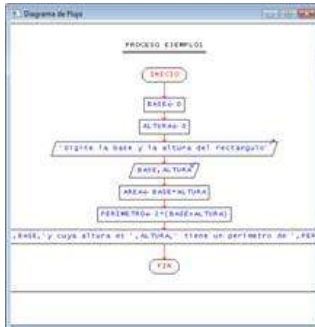 Diagrama de Flujo
PROCESO EJEMPLO1
INICIO
BASE← 0
ALTURA← 0
'Digite la base y la altura del rectángulo'
BASE, ALTURA
AREA← BASE*ALTURA
PERIMETRO← 2*(BASE+ALTURA)
,BASE,'y cuya altura es ',ALTURA,' tiene un perimetro de ',PER
FIN